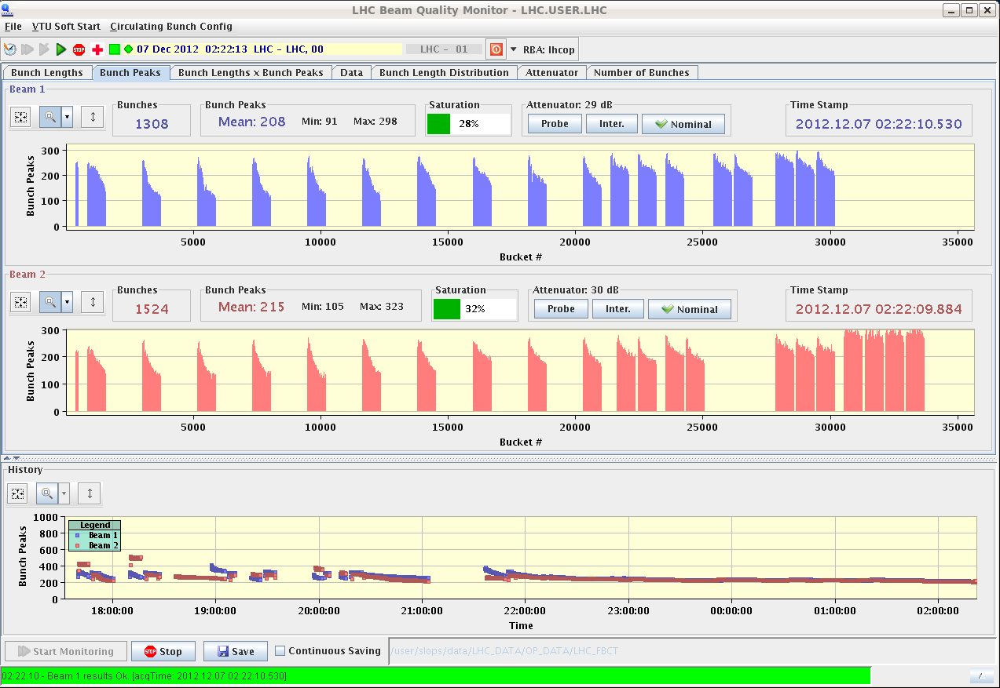 LHC Beam Quality Monitor - LHC.USER.LHC
File VTU Soft Start Circulating Bunch Config
STOP 07 Dec 2012 02:22:13 LHC - LHC, 00 LHC - 01 RBA: lhcop
Bunch Lengths Bunch Peaks Bunch Lengths x Bunch Peaks Data Bunch Length Distribution Attenuator Number of Bunches
Beam 1
Bunches Bunch Peaks Saturation Attenuator: 29 dB Time Stamp
1308 Mean: 208 Min: 91 Max: 298 28% Probe Inter. Nominal 2012.12.07 02:22:10.530
Bunch Peaks
300
200
100
0
5000 10000 15000 20000 25000 30000 35000
Bucket #
Beam 2
Bunches Bunch Peaks Saturation Attenuator: 30 dB Time Stamp
1524 Mean: 215 Min: 105 Max: 323 32% Probe Inter. Nominal 2012.12.07 02:22:09.884
Bunch Peaks
300
200
100
0
5000 10000 15000 20000 25000 30000 35000
Bucket #
History
Bunch Peaks
1000
800
600
400
200
0
Legend
Beam 1
Beam 2
18:00:00 19:00:00 20:00:00 21:00:00 22:00:00 23:00:00 00:00:00 01:00:00 02:00:00
Time
Start Monitoring STOP Stop Save Continuous Saving /user/slops/data/LHC_DATA/OP_DATA/LHC_FBCT
02:22:10 - Beam 1 results Ok. [acqTime: 2012.12.07 02:22:10.530]